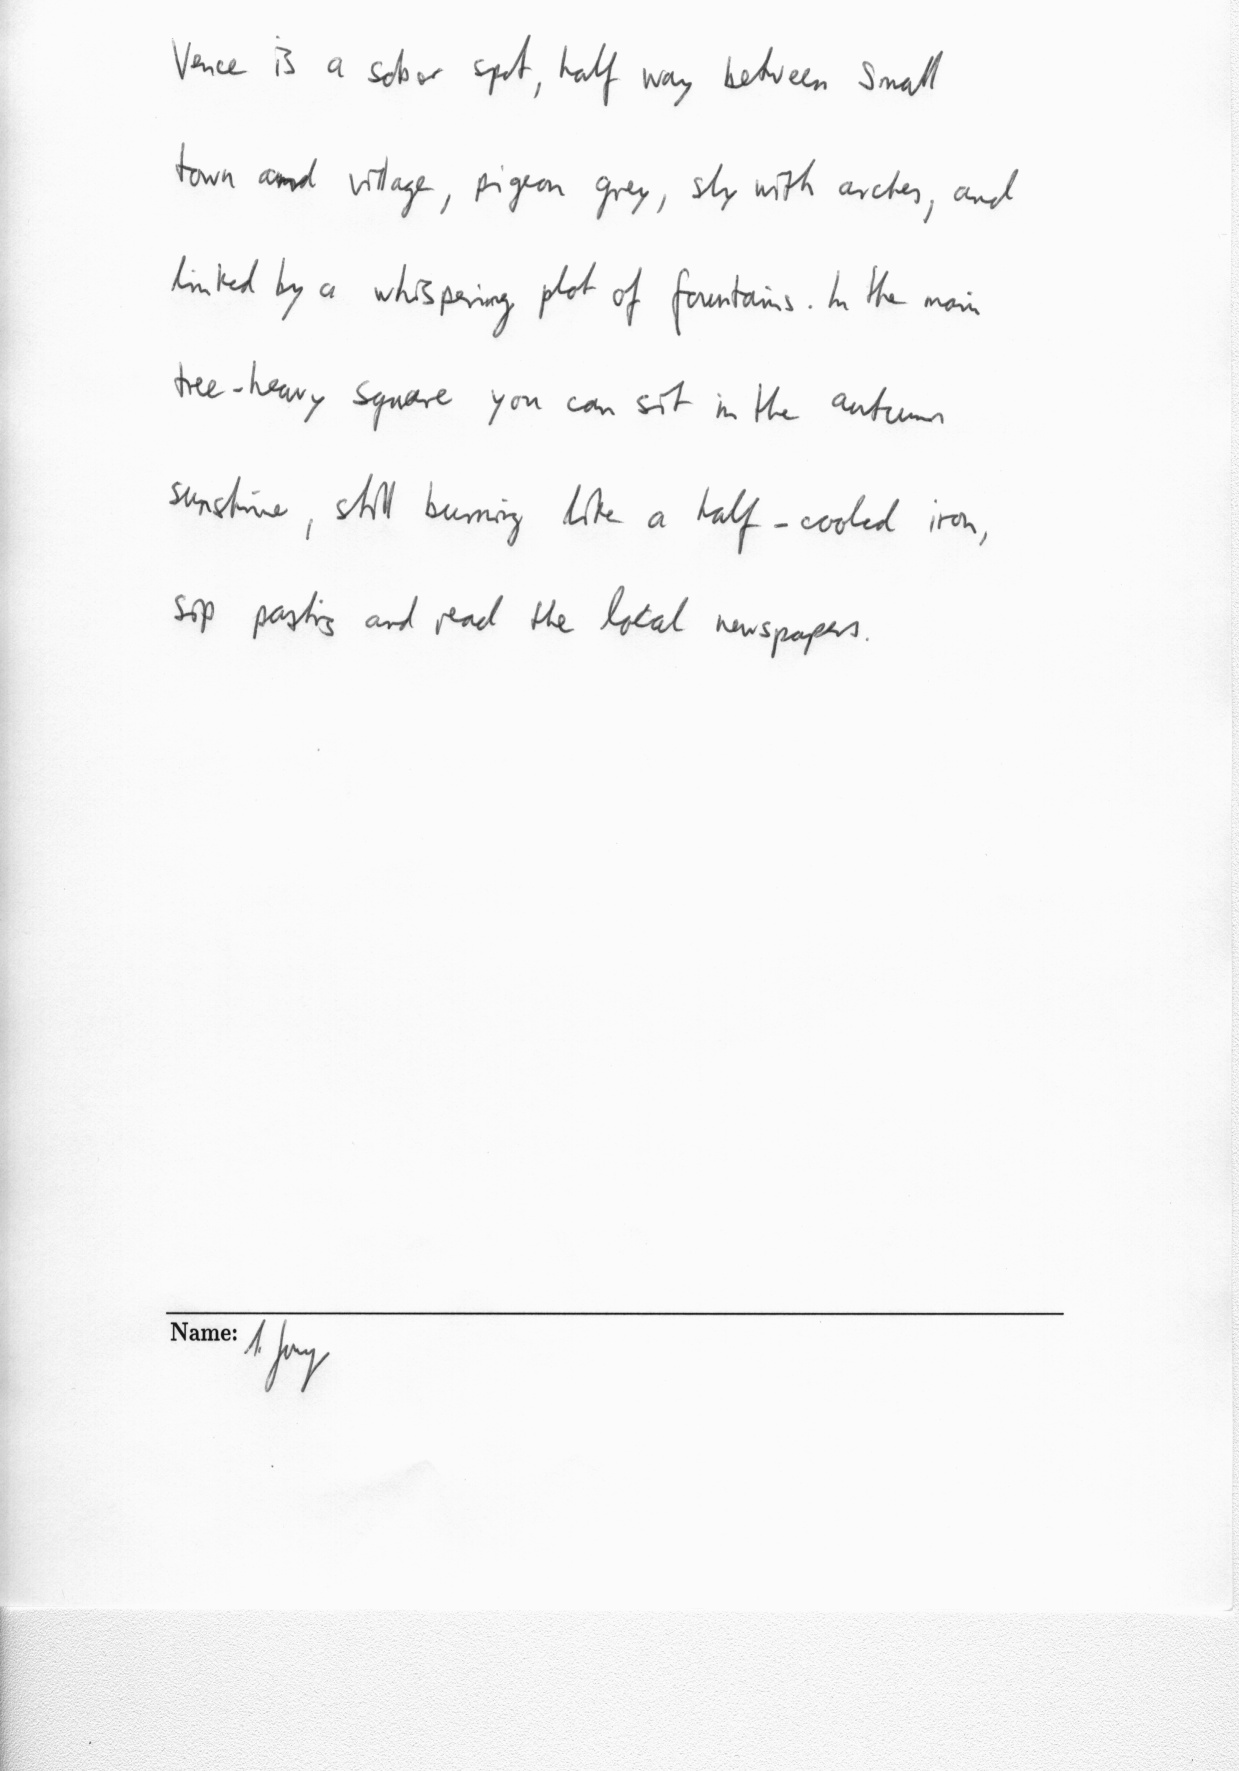 Vence is a sober spot, half way between small
town and village, pigeon grey, sly with arches, and
linked by a whispering plot of fountains. In the main
tree-heavy square you can sit in the autumn
sunshine, still burning like a half-cooled iron,
sip pastis and read the local newspapers.
Name: